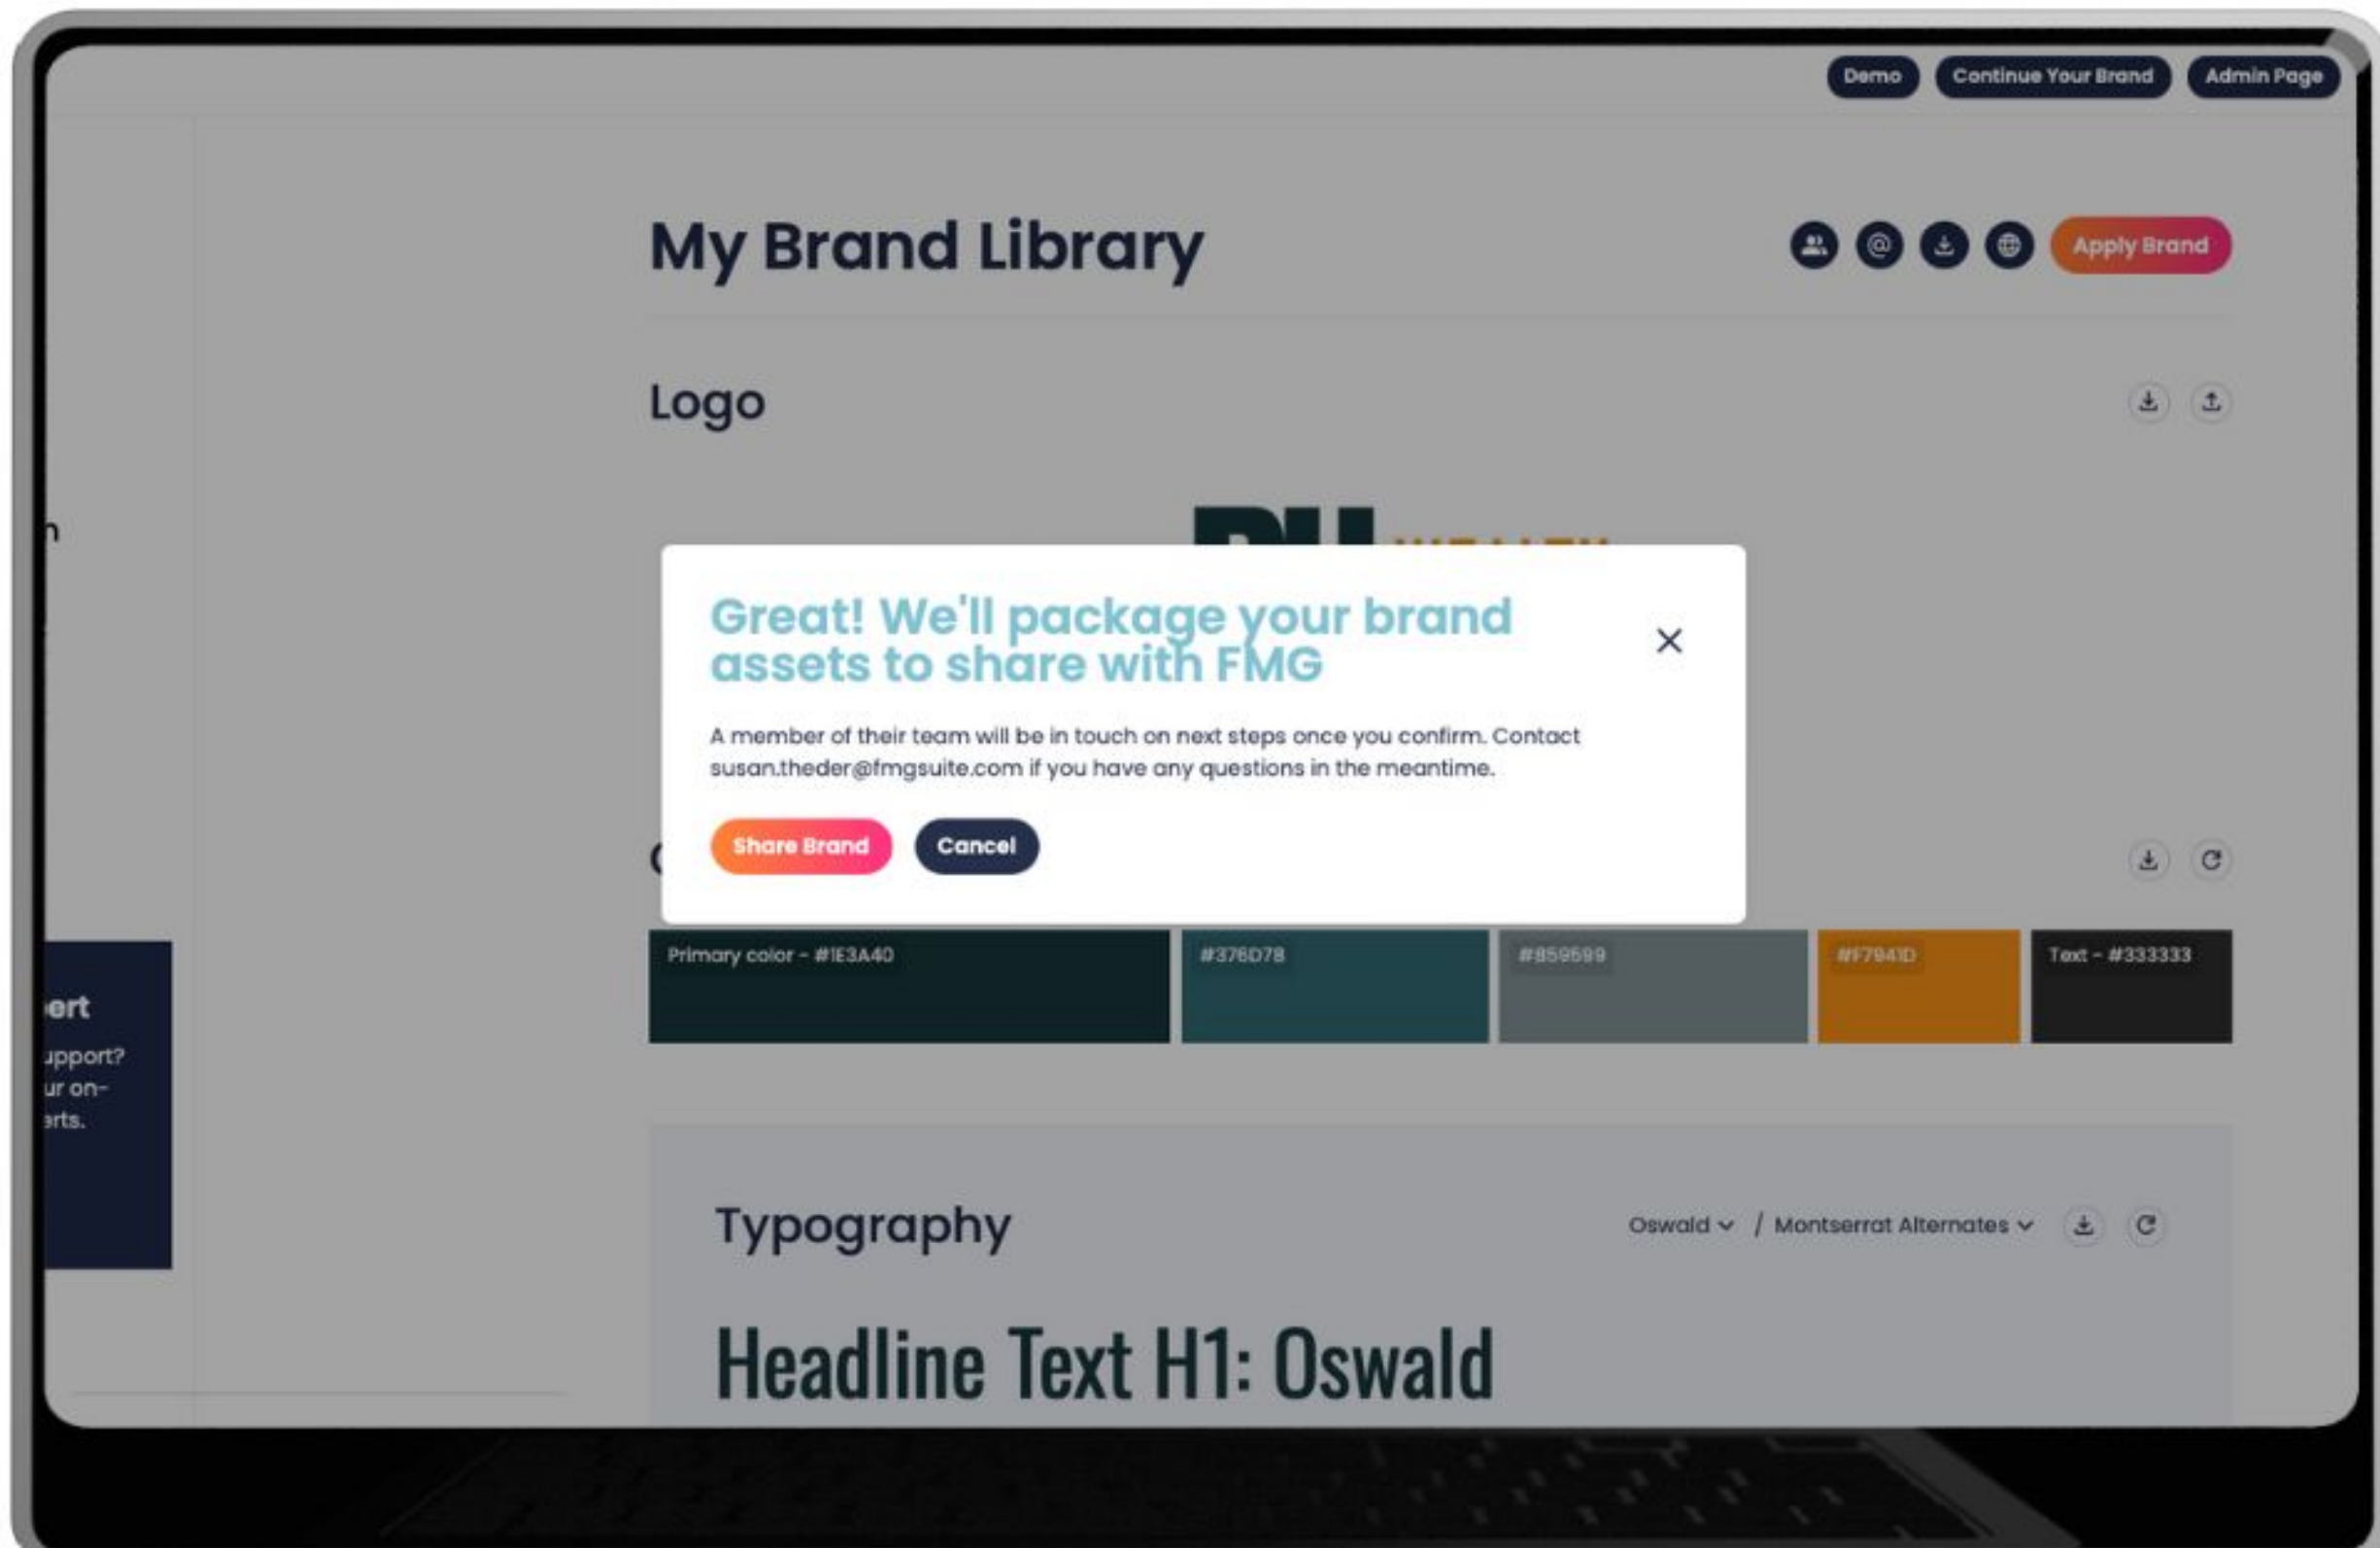 Demo
Continue Your Brand
Admin Page
My Brand Library
Apply Brand
Logo
Great! We'll package your brand
assets to share with FMG
A member of their team will be in touch on next steps once you confirm. Contact
susan.theder@fmgsuite.com if you have any questions in the meantime.
Share Brand
Cancel
Primary color - #1E3A40
#376D78
#859599
#F7941D
Text - #333333
ert
upport?
ur on-
erts.
Typography
Oswald / Montserrat Alternates
Headline Text H1: Oswald